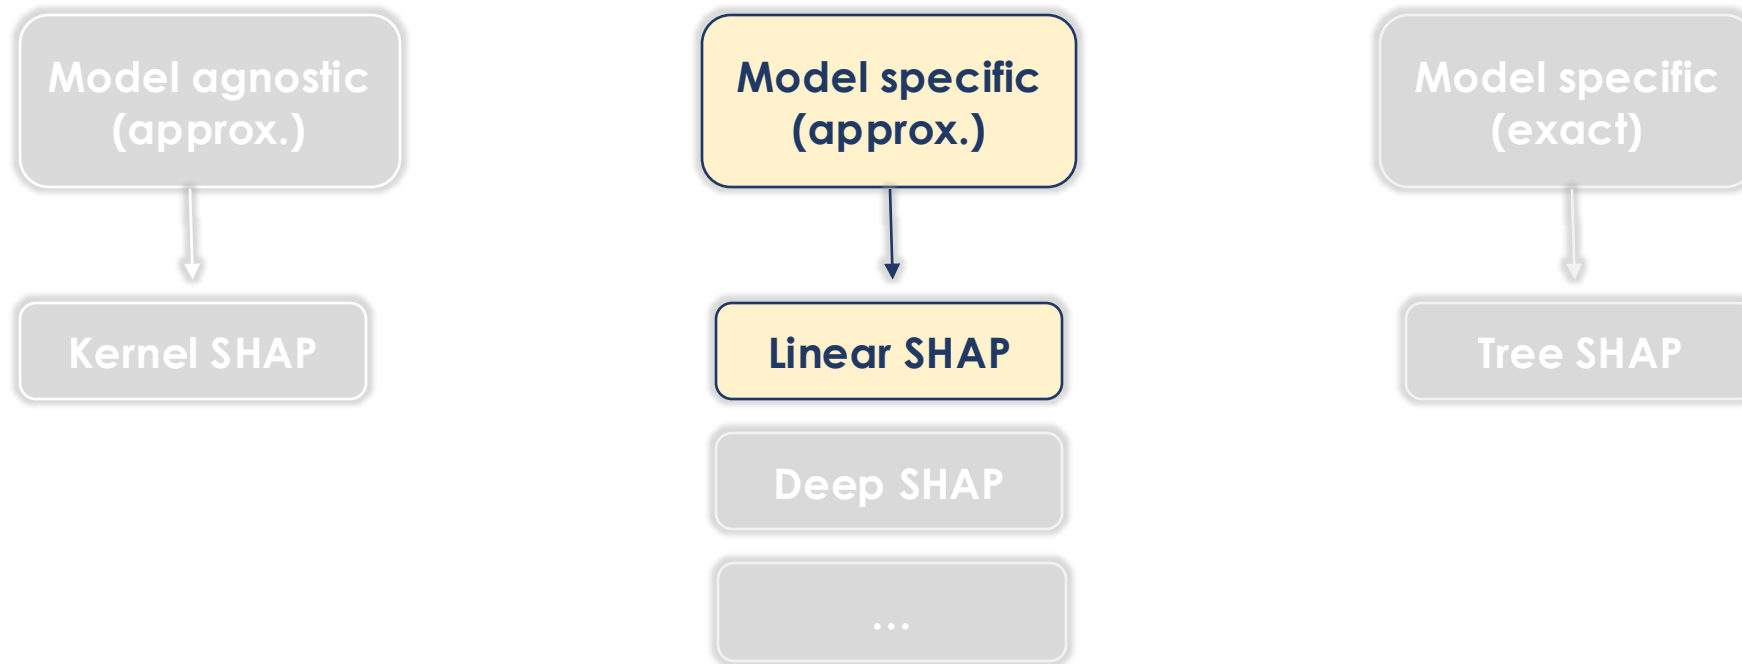 Model agnostic
(approx.)
Kernel SHAP
Model specific
(approx.)
Linear SHAP
Deep SHAP
...
Model specific
(exact)
Tree SHAP